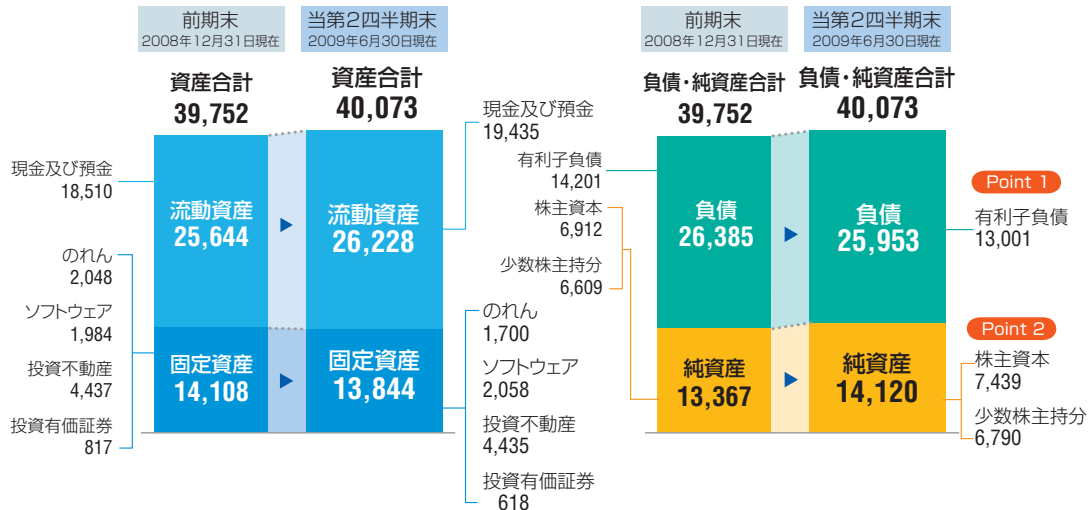 前期末
2008年12月31日現在
当第2四半期末
2009年6月30日現在
資産合計
39,752
資産合計
40,073
現金及び預金
18,510
のれん
2,048
ソフトウェア
1,984
投資不動産
4,437
投資有価証券
817
流動資産
25,644
固定資産
14,108
流動資産
26,228
固定資産
13,844
現金及び預金
19,435
のれん
1,700
ソフトウェア
2,058
投資不動産
4,435
投資有価証券
618
前期末
2008年12月31日現在
当第2四半期末
2009年6月30日現在
負債・純資産合計
39,752
負債・純資産合計
40,073
有利子負債
14,201
株主資本
6,912
少数株主持分
6,609
負債
26,385
純資産
13,367
負債
25,953
純資産
14,120
Point 1
有利子負債
13,001
Point 2
株主資本
7,439
少数株主持分
6,790